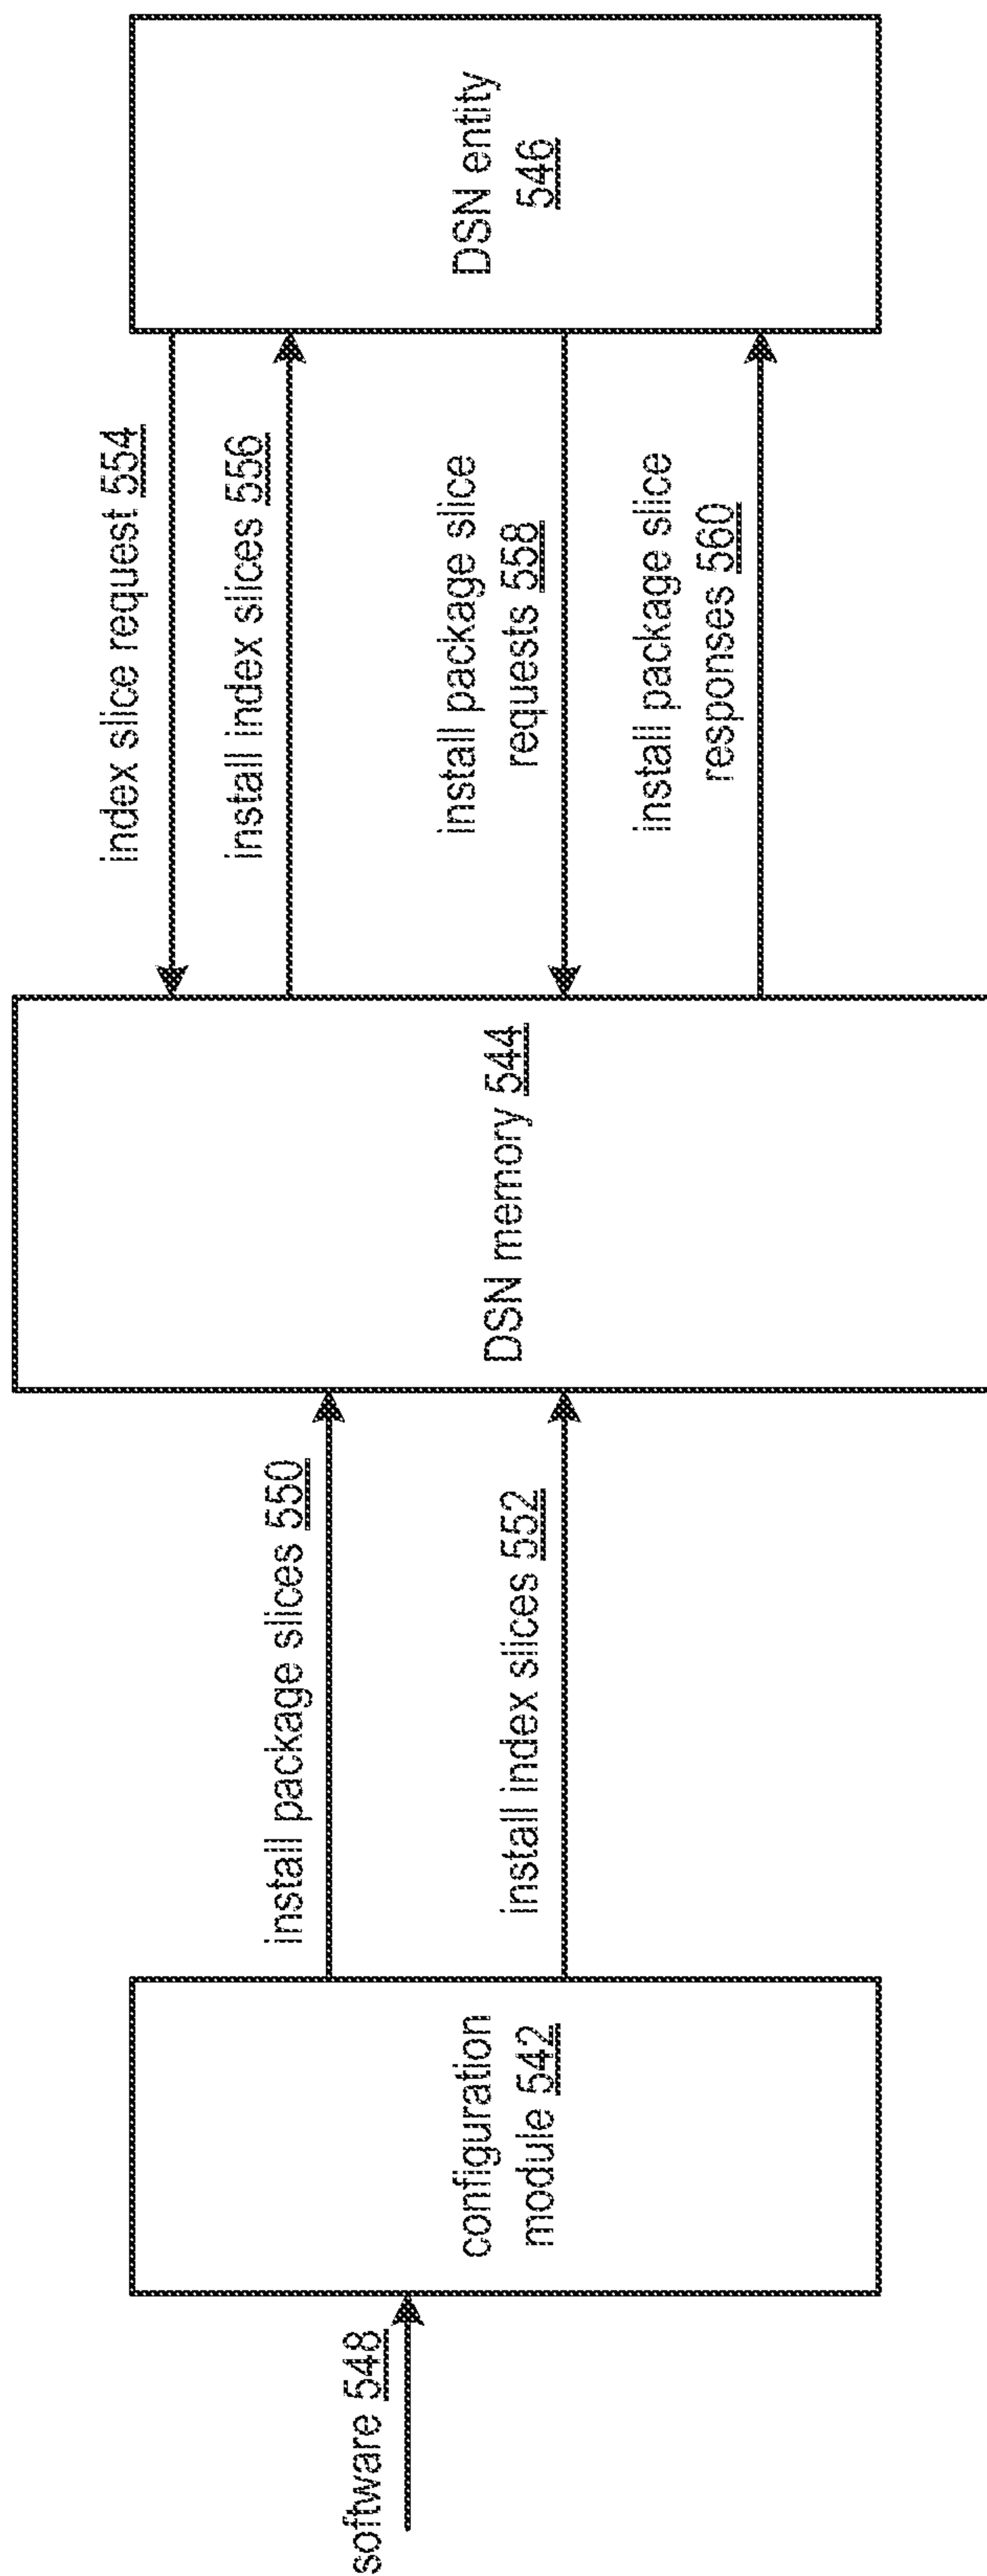 software 548
configuration
module 542
install package slices 550
install index slices 552
DSN memory 544
index slice request 554
install index slices 556
install package slice
requests 558
install package slice
responses 560
DSN entity
546